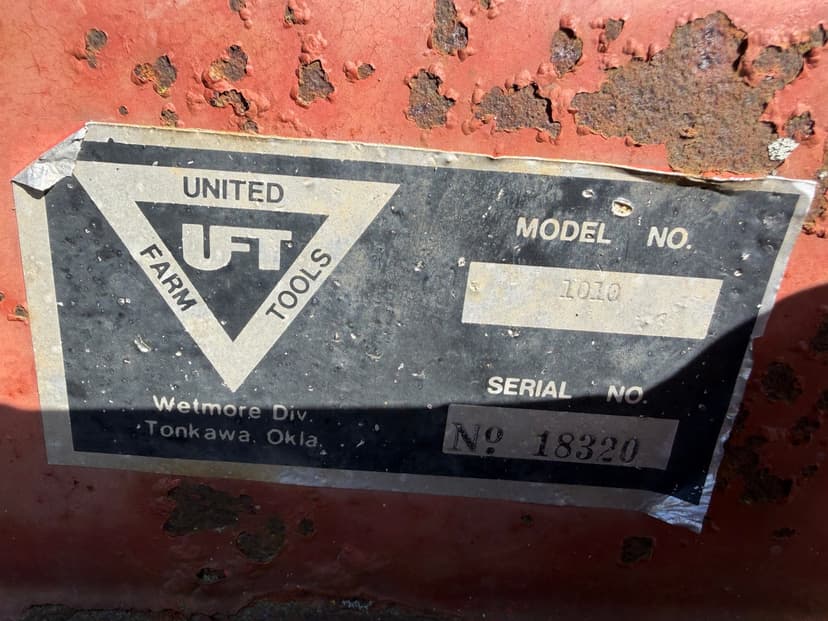 UNITED
UFT
FARM
TOOLS
Wetmore Div
Tonkawa, Okla.
MODEL NO.
1010
SERIAL NO.
Nº 18320